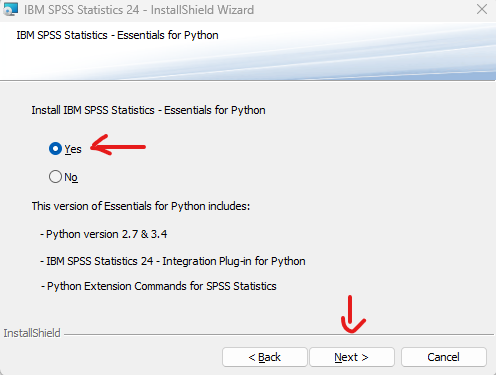 IBM SPSS Statistics 24 - InstallShield Wizard
IBM SPSS Statistics - Essentials for Python
Install IBM SPSS Statistics - Essentials for Python
Yes
No
This version of Essentials for Python includes:
- Python version 2.7 & 3.4
- IBM SPSS Statistics 24 - Integration Plug-in for Python
- Python Extension Commands for SPSS Statistics
InstallShield
< Back Next > Cancel